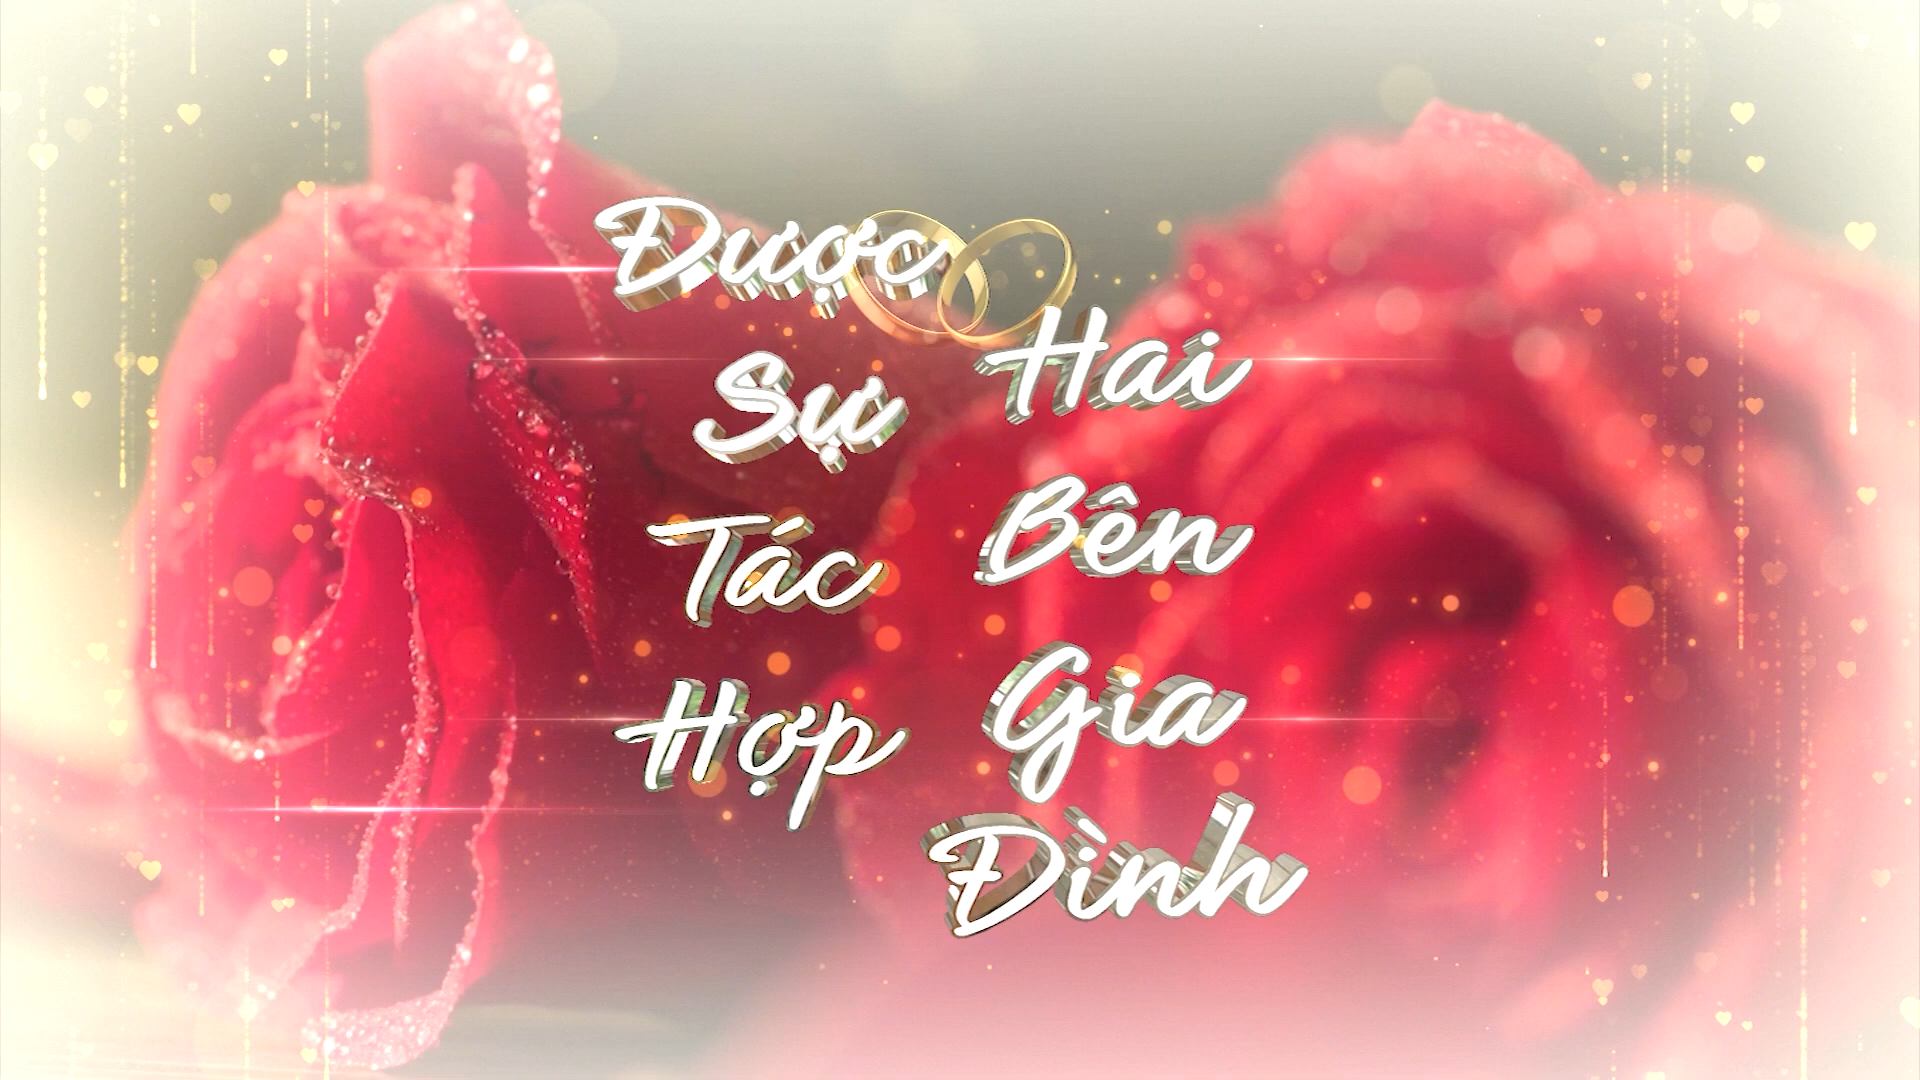 Được
Sự
Tác
Hợp
Hai
Bên
Gia
Đình